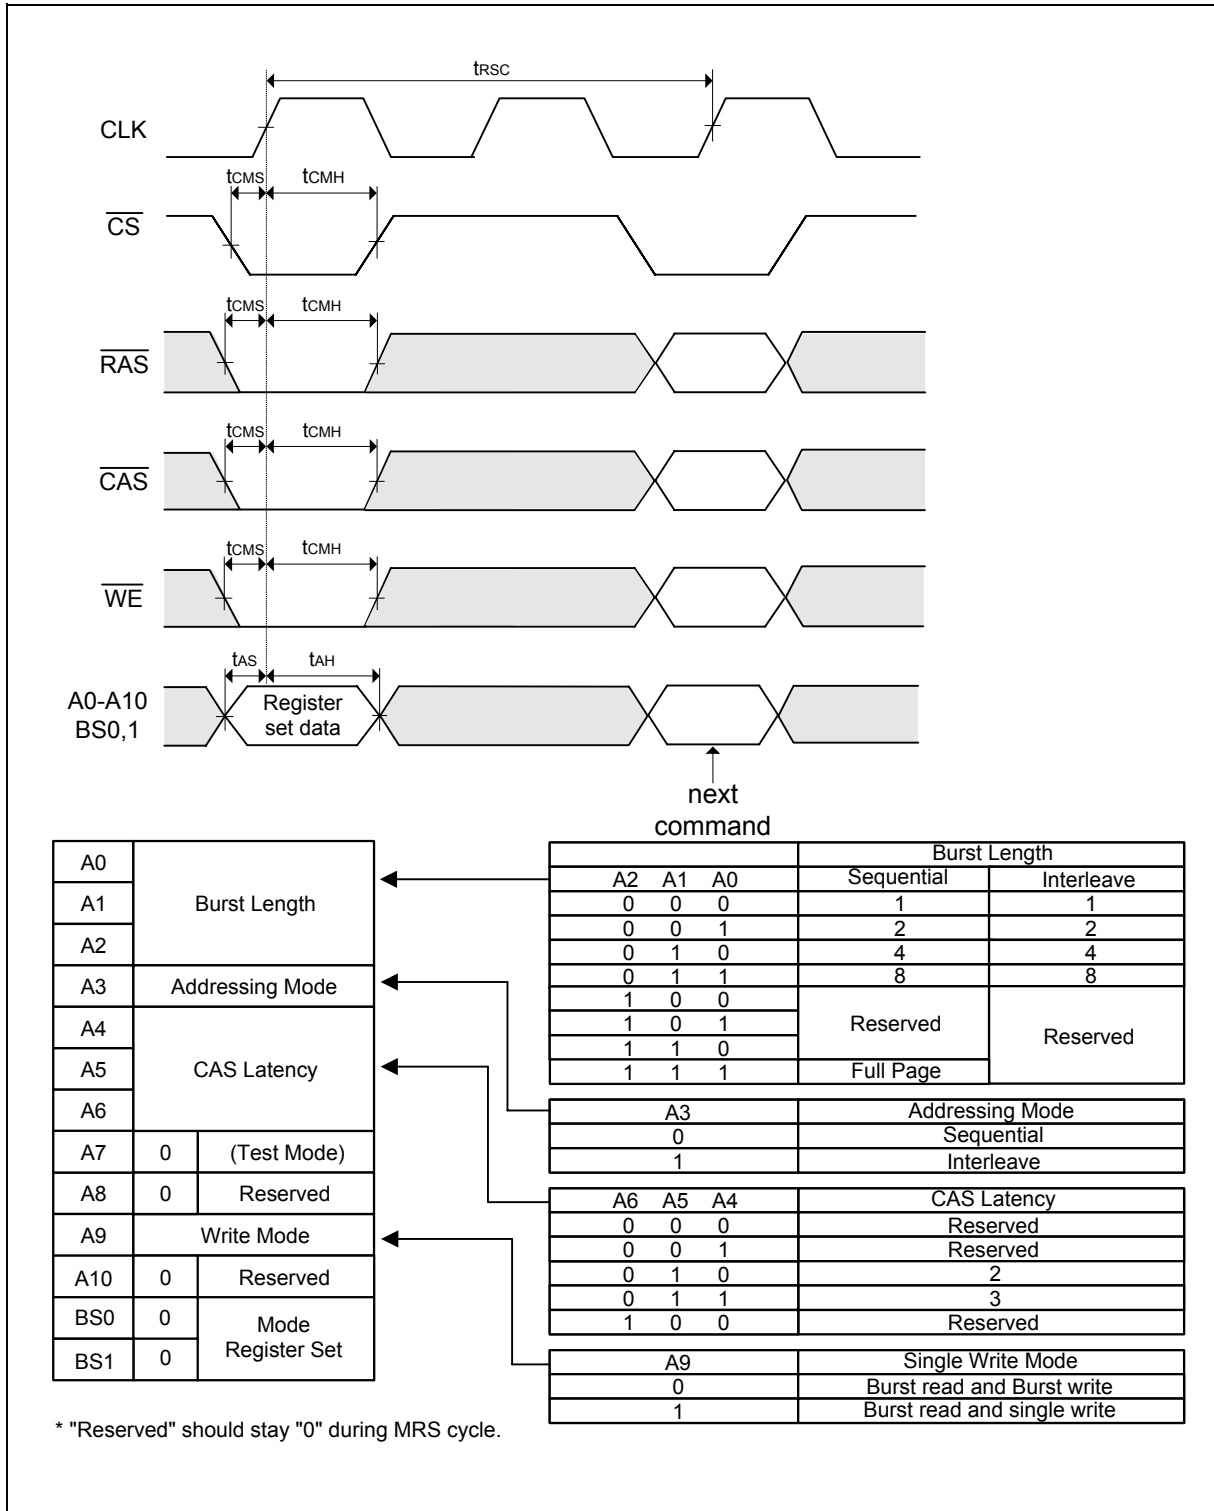 tRSC
CLK
tCMS tCMH
CS
tCMS tCMH
RAS
tCMS tCMH
CAS
tCMS tCMH
WE
tAS tAH
A0-A10
BS0,1
Register
set data
next
command
A0
A1
A2
Burst Length
A3 Addressing Mode
A4
A5
A6
CAS Latency
A7 0 (Test Mode)
A8 0 Reserved
A9 Write Mode
A10 0 Reserved
BS0 0
BS1 0
Mode
Register Set
Burst Length
A2 A1 A0 Sequential Interleave
0 0 0 1 1
0 0 1 2 2
0 1 0 4 4
0 1 1 8 8
1 0 0
1 0 1 Reserved Reserved
1 1 0
1 1 1 Full Page
A3 Addressing Mode
0 Sequential
1 Interleave
A6 A5 A4 CAS Latency
0 0 0 Reserved
0 0 1 Reserved
0 1 0 2
0 1 1 3
1 0 0 Reserved
A9 Single Write Mode
0 Burst read and Burst write
1 Burst read and single write
* "Reserved" should stay "0" during MRS cycle.